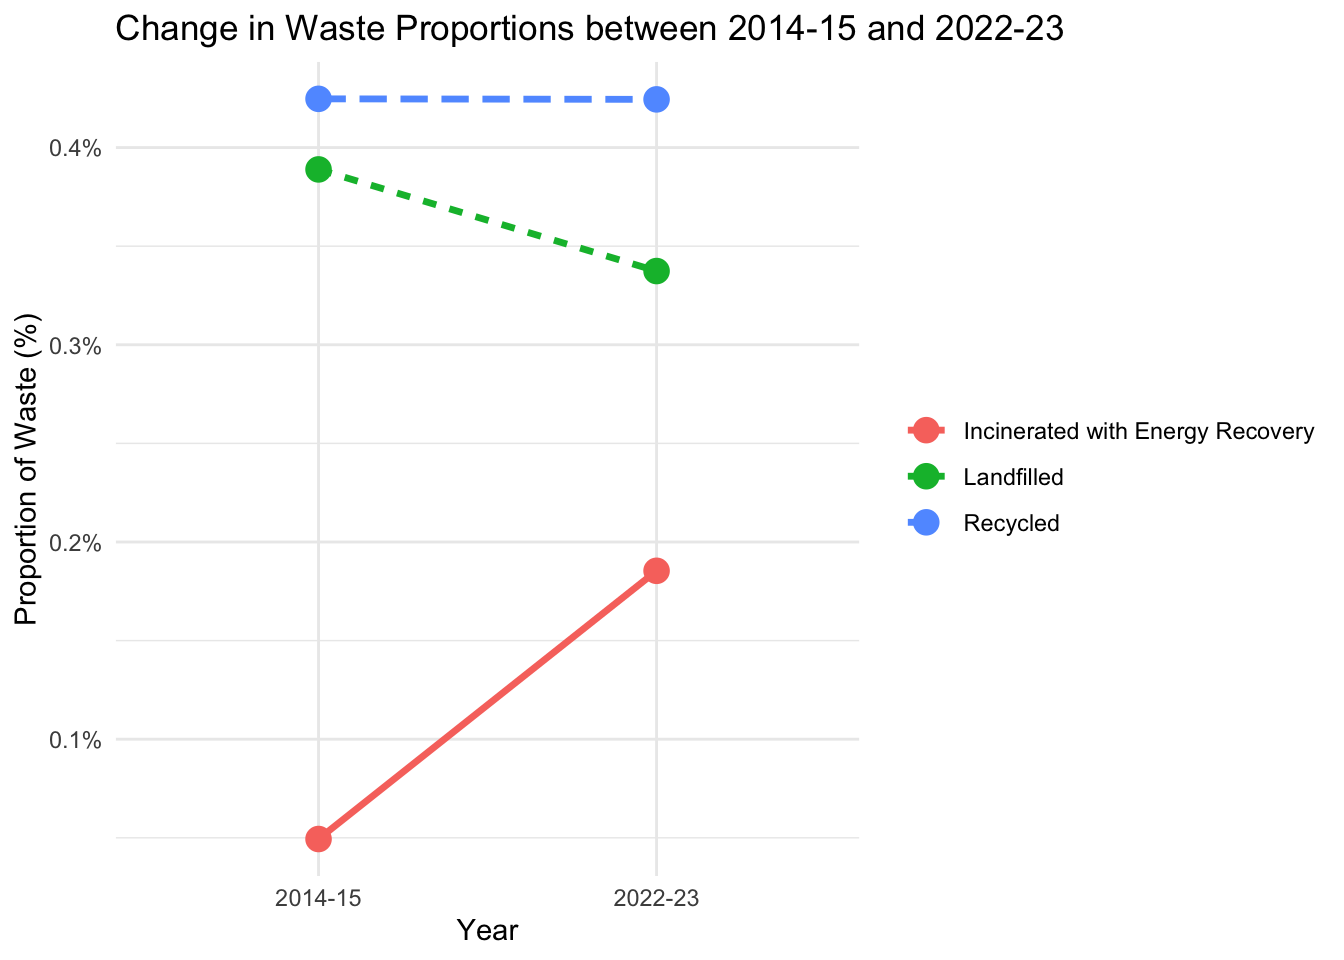 Change in Waste Proportions between 2014-15 and 2022-23
Proportion of Waste (%)
0.4%
0.3%
0.2%
0.1%
2014-15 2022-23
Year
Incinerated with Energy Recovery
Landfilled
Recycled